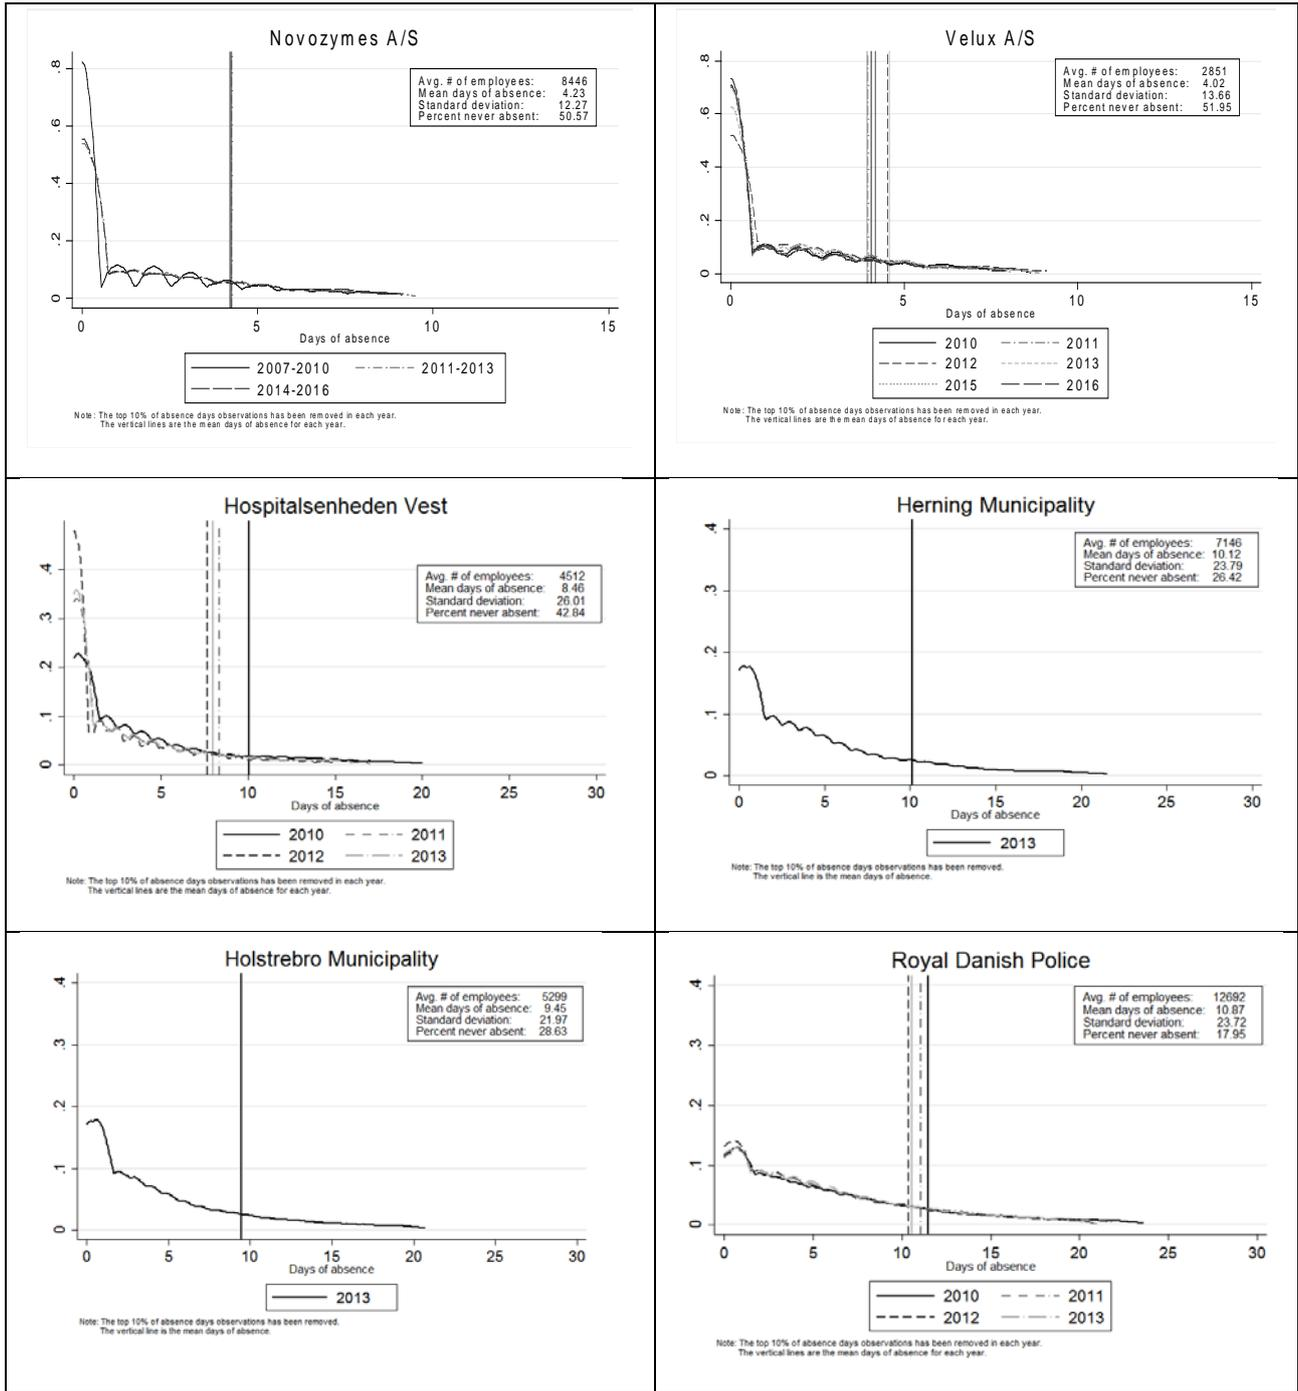 Novozymes A/S
Avg. # of employees: 8446
Mean days of absence: 4.23
Standard deviation: 12.27
Percent never absent: 50.57
.8
.6
.4
.2
0
0 5 10 15
Days of absence
2007-2010 2011-2013
2014-2016
Note: The top 10% of absence days observations has been removed in each year.
The vertical lines are the mean days of absence for each year.
Velux A/S
Avg. # of employees: 2851
Mean days of absence: 4.02
Standard deviation: 13.66
Percent never absent: 51.95
.8
.6
.4
.2
0
0 5 10 15
Days of absence
2010 2011
2012 2013
2015 2016
Note: The top 10% of absence days observations has been removed in each year.
The vertical lines are the mean days of absence for each year.
Hospitalsenheden Vest
Avg. # of employees: 4512
Mean days of absence: 8.46
Standard deviation: 26.01
Percent never absent: 42.84
.4
.3
.2
.1
0
0 5 10 15 20 25 30
Days of absence
2010 2011
2012 2013
Note: The top 10% of absence days observations has been removed in each year.
The vertical lines are the mean days of absence for each year.
Herning Municipality
Avg. # of employees: 7146
Mean days of absence: 10.12
Standard deviation: 23.79
Percent never absent: 26.42
.4
.3
.2
.1
0
0 5 10 15 20 25 30
Days of absence
2013
Note: The top 10% of absence days observations has been removed.
The vertical line is the mean days of absence.
Holstrebro Municipality
Avg. # of employees: 5299
Mean days of absence: 9.45
Standard deviation: 21.97
Percent never absent: 28.63
.4
.3
.2
.1
0
0 5 10 15 20 25 30
Days of absence
2013
Note: The top 10% of absence days observations has been removed.
The vertical line is the mean days of absence.
Royal Danish Police
Avg. # of employees: 12692
Mean days of absence: 10.87
Standard deviation: 23.72
Percent never absent: 17.95
.4
.3
.2
.1
0
0 5 10 15 20 25 30
Days of absence
2010 2011
2012 2013
Note: The top 10% of absence days observations has been removed in each year.
The vertical lines are the mean days of absence for each year.